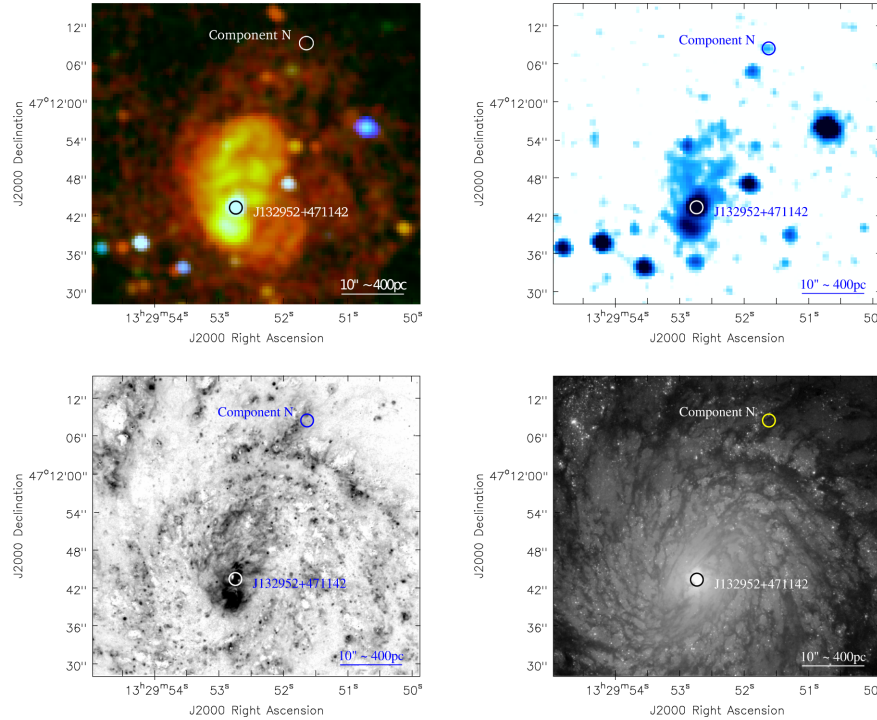 12''
06''
47°12'00''
54''
48''
42''
36''
30''
J2000 Declination
Component N
J132952+471142
10" ~400pc
13ʰ29ᵐ54ˢ
53ˢ
52ˢ
51ˢ
50ˢ
J2000 Right Ascension
12''
06''
47°12'00''
54''
48''
42''
36''
30''
J2000 Declination
Component N
J132952+471142
10" ~ 400pc
13ʰ29ᵐ54ˢ
53ˢ
52ˢ
51ˢ
50ˢ
J2000 Right Ascension
12''
06''
47°12'00''
54''
48''
42''
36''
30''
J2000 Declination
Component N
J132952+471142
10" ~ 400pc
13ʰ29ᵐ54ˢ
53ˢ
52ˢ
51ˢ
50ˢ
J2000 Right Ascension
12''
06''
47°12'00''
54''
48''
42''
36''
30''
J2000 Declination
Component N
J132952+471142
10" ~ 400pc
13ʰ29ᵐ54ˢ
53ˢ
52ˢ
51ˢ
50ˢ
J2000 Right Ascension